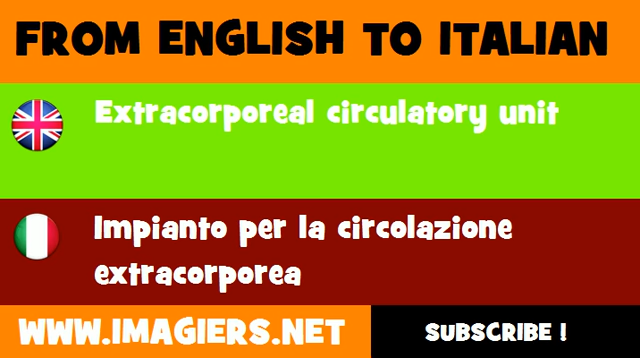 FROM ENGLISH TO ITALIAN
Extracorporeal circulatory unit
Impianto per la circolazione
extracorporea
WWW.IMAGIERS.NET
SUBSCRIBE !